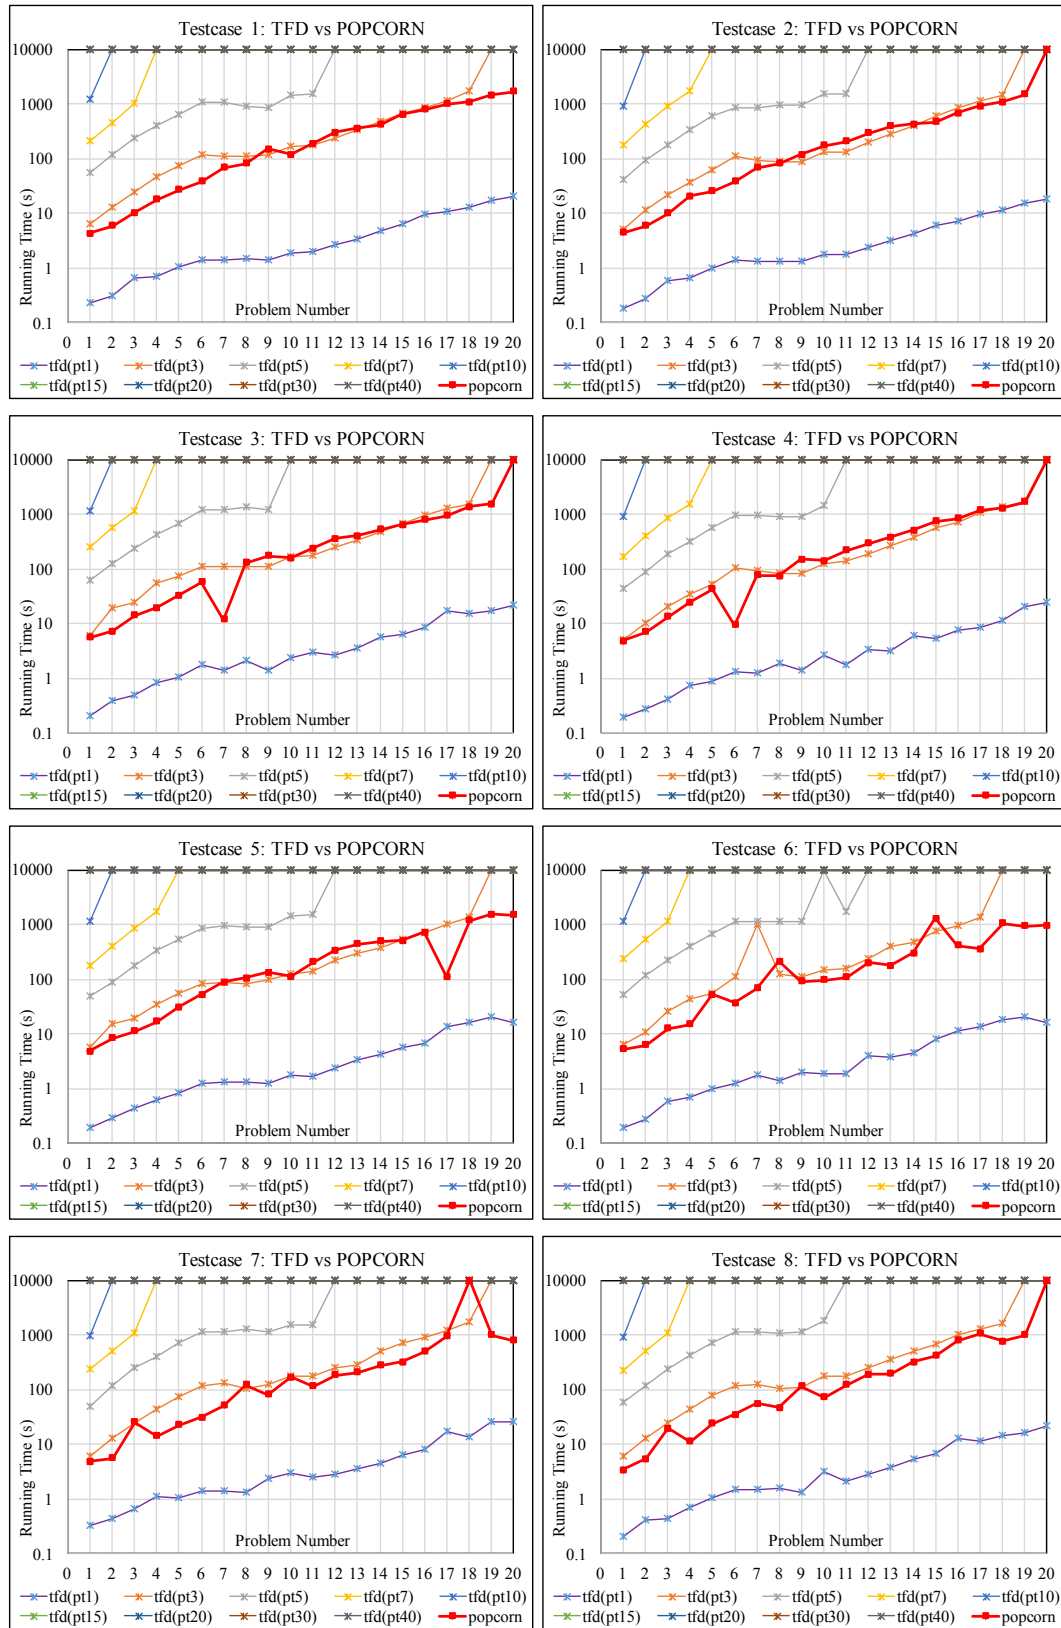 Testcase 1: TFD vs POPCORN
10000
1000
100
10
1
0.1
Running Time (s)
Problem Number
0 1 2 3 4 5 6 7 8 9 10 11 12 13 14 15 16 17 18 19 20
tfd(pt1) tfd(pt3) tfd(pt5) tfd(pt7) tfd(pt10)
tfd(pt15) tfd(pt20) tfd(pt30) tfd(pt40) popcorn
Testcase 2: TFD vs POPCORN
10000
1000
100
10
1
0.1
Running Time (s)
Problem Number
0 1 2 3 4 5 6 7 8 9 10 11 12 13 14 15 16 17 18 19 20
tfd(pt1) tfd(pt3) tfd(pt5) tfd(pt7) tfd(pt10)
tfd(pt15) tfd(pt20) tfd(pt30) tfd(pt40) popcorn
Testcase 3: TFD vs POPCORN
10000
1000
100
10
1
0.1
Running Time (s)
Problem Number
0 1 2 3 4 5 6 7 8 9 10 11 12 13 14 15 16 17 18 19 20
tfd(pt1) tfd(pt3) tfd(pt5) tfd(pt7) tfd(pt10)
tfd(pt15) tfd(pt20) tfd(pt30) tfd(pt40) popcorn
Testcase 4: TFD vs POPCORN
10000
1000
100
10
1
0.1
Running Time (s)
Problem Number
0 1 2 3 4 5 6 7 8 9 10 11 12 13 14 15 16 17 18 19 20
tfd(pt1) tfd(pt3) tfd(pt5) tfd(pt7) tfd(pt10)
tfd(pt15) tfd(pt20) tfd(pt30) tfd(pt40) popcorn
Testcase 5: TFD vs POPCORN
10000
1000
100
10
1
0.1
Running Time (s)
Problem Number
0 1 2 3 4 5 6 7 8 9 10 11 12 13 14 15 16 17 18 19 20
tfd(pt1) tfd(pt3) tfd(pt5) tfd(pt7) tfd(pt10)
tfd(pt15) tfd(pt20) tfd(pt30) tfd(pt40) popcorn
Testcase 6: TFD vs POPCORN
10000
1000
100
10
1
0.1
Running Time (s)
Problem Number
0 1 2 3 4 5 6 7 8 9 10 11 12 13 14 15 16 17 18 19 20
tfd(pt1) tfd(pt3) tfd(pt5) tfd(pt7) tfd(pt10)
tfd(pt15) tfd(pt20) tfd(pt30) tfd(pt40) popcorn
Testcase 7: TFD vs POPCORN
10000
1000
100
10
1
0.1
Running Time (s)
Problem Number
0 1 2 3 4 5 6 7 8 9 10 11 12 13 14 15 16 17 18 19 20
tfd(pt1) tfd(pt3) tfd(pt5) tfd(pt7) tfd(pt10)
tfd(pt15) tfd(pt20) tfd(pt30) tfd(pt40) popcorn
Testcase 8: TFD vs POPCORN
10000
1000
100
10
1
0.1
Running Time (s)
Problem Number
0 1 2 3 4 5 6 7 8 9 10 11 12 13 14 15 16 17 18 19 20
tfd(pt1) tfd(pt3) tfd(pt5) tfd(pt7) tfd(pt10)
tfd(pt15) tfd(pt20) tfd(pt30) tfd(pt40) popcorn